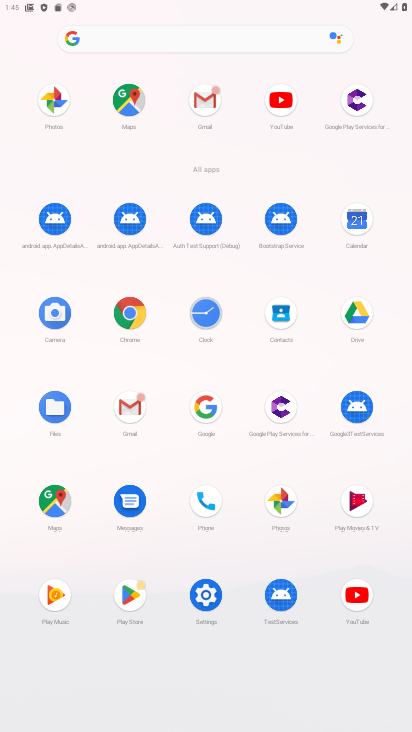 1:45
Photos Maps Gmail YouTube Google Play Services for...
All apps
android.app.AppDetailsA... android.app.AppDetailsA... Auth Test Support (Debug) Bootstrap Service Calendar
21
Camera Chrome Clock Contacts Drive
Files Gmail Google Google Play Services for... Google3TestServices
Maps Messages Phone Photos Play Movies & TV
Play Music Play Store Settings TestServices YouTube